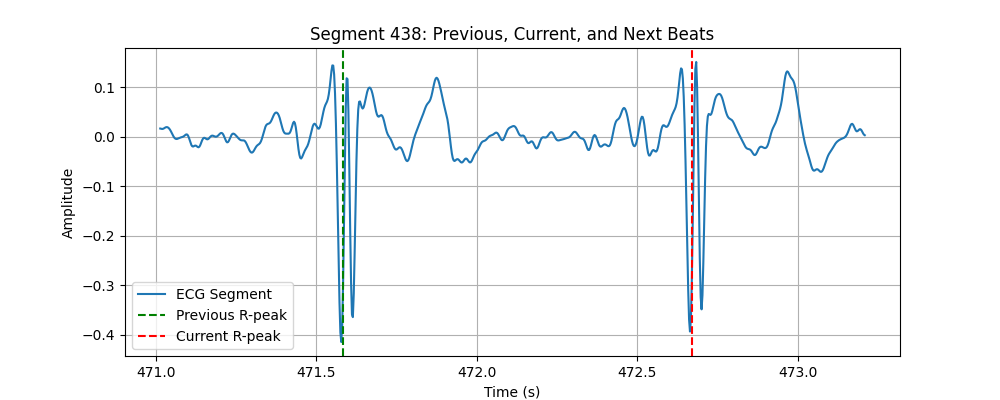 Segment 438: Previous, Current, and Next Beats
Amplitude
0.1
0.0
−0.1
−0.2
−0.3
−0.4
ECG Segment
Previous R-peak
Current R-peak
471.0 471.5 472.0 472.5 473.0
Time (s)